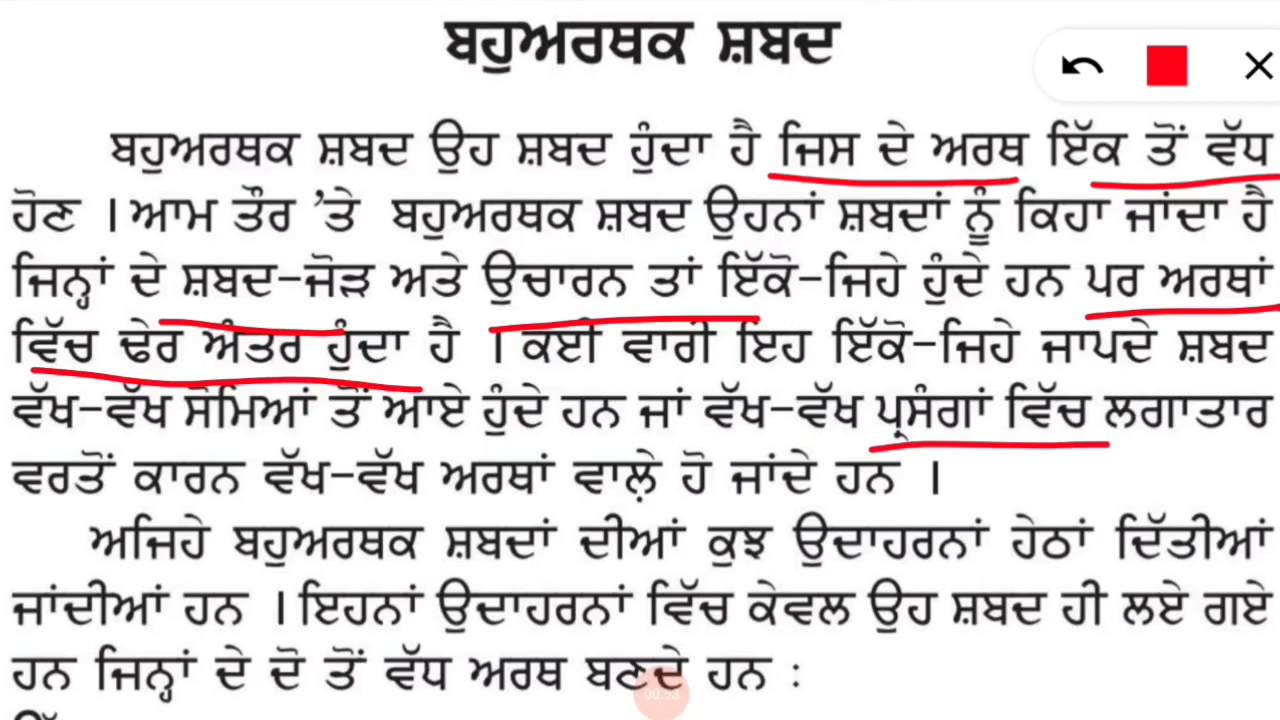 ਬਹੁਅਰਥਕ ਸ਼ਬਦ
ਬਹੁਅਰਥਕ ਸ਼ਬਦ ਉਹ ਸ਼ਬਦ ਹੁੰਦਾ ਹੈ ਜਿਸ ਦੇ ਅਰਥ ਇੱਕ ਤੋਂ ਵੱਧ
ਹੋਣ । ਆਮ ਤੌਰ ’ਤੇ ਬਹੁਅਰਥਕ ਸ਼ਬਦ ਉਹਨਾਂ ਸ਼ਬਦਾਂ ਨੂੰ ਕਿਹਾ ਜਾਂਦਾ ਹੈ
ਜਿਨ੍ਹਾਂ ਦੇ ਸ਼ਬਦ-ਜੋੜ ਅਤੇ ਉਚਾਰਨ ਤਾਂ ਇੱਕੋ-ਜਿਹੇ ਹੁੰਦੇ ਹਨ ਪਰ ਅਰਥਾਂ
ਵਿੱਚ ਢੇਰ ਅੰਤਰ ਹੁੰਦਾ ਹੈ । ਕਈ ਵਾਰੀ ਇਹ ਇੱਕੋ-ਜਿਹੇ ਜਾਪਦੇ ਸ਼ਬਦ
ਵੱਖ-ਵੱਖ ਸੋਮਿਆਂ ਤੋਂ ਆਏ ਹੁੰਦੇ ਹਨ ਜਾਂ ਵੱਖ-ਵੱਖ ਪ੍ਰਸੰਗਾਂ ਵਿੱਚ ਲਗਾਤਾਰ
ਵਰਤੋਂ ਕਾਰਨ ਵੱਖ-ਵੱਖ ਅਰਥਾਂ ਵਾਲ਼ੇ ਹੋ ਜਾਂਦੇ ਹਨ ।
ਅਜਿਹੇ ਬਹੁਅਰਥਕ ਸ਼ਬਦਾਂ ਦੀਆਂ ਕੁਝ ਉਦਾਹਰਨਾਂ ਹੇਠਾਂ ਦਿੱਤੀਆਂ
ਜਾਂਦੀਆਂ ਹਨ । ਇਹਨਾਂ ਉਦਾਹਰਨਾਂ ਵਿੱਚ ਕੇਵਲ ਉਹ ਸ਼ਬਦ ਹੀ ਲਏ ਗਏ
ਹਨ ਜਿਨ੍ਹਾਂ ਦੇ ਦੋ ਤੋਂ ਵੱਧ ਅਰਥ ਬਣਦੇ ਹਨ :
00:53